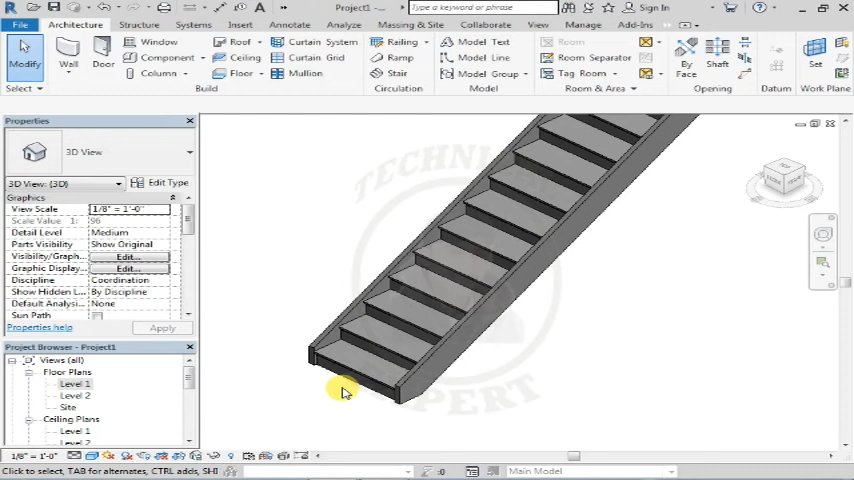 Project1 -...
Type a keyword or phrase
Sign In
File Architecture Structure Systems Insert Annotate Analyze Massing & Site Collaborate View Manage Add-Ins
Modify
Wall
Door
Window
Component
Column
Roof
Ceiling
Floor
Curtain System
Curtain Grid
Mullion
Railing
Ramp
Stair
Model Text
Model Line
Model Group
Room
Room Separator
Tag Room
By Face
Shaft
Set
Select
Build
Circulation
Model
Room & Area
Opening
Datum
Work Plane
Properties
3D View
3D View: {3D}
Edit Type
Graphics
View Scale 1/8" = 1'-0"
Scale Value 1: 96
Detail Level Medium
Parts Visibility Show Original
Visibility/Graph... Edit...
Graphic Display... Edit...
Discipline Coordination
Show Hidden L... By Discipline
Default Analysi... None
Sun Path
Properties help
Apply
Project Browser - Project1
Views (all)
Floor Plans
Level 1
Level 2
Site
Ceiling Plans
Level 1
Level 2
TECHNI
EXPERT
TOP
1/8" = 1'-0"
Click to select, TAB for alternates, CTRL adds, SHI
:0
Main Model